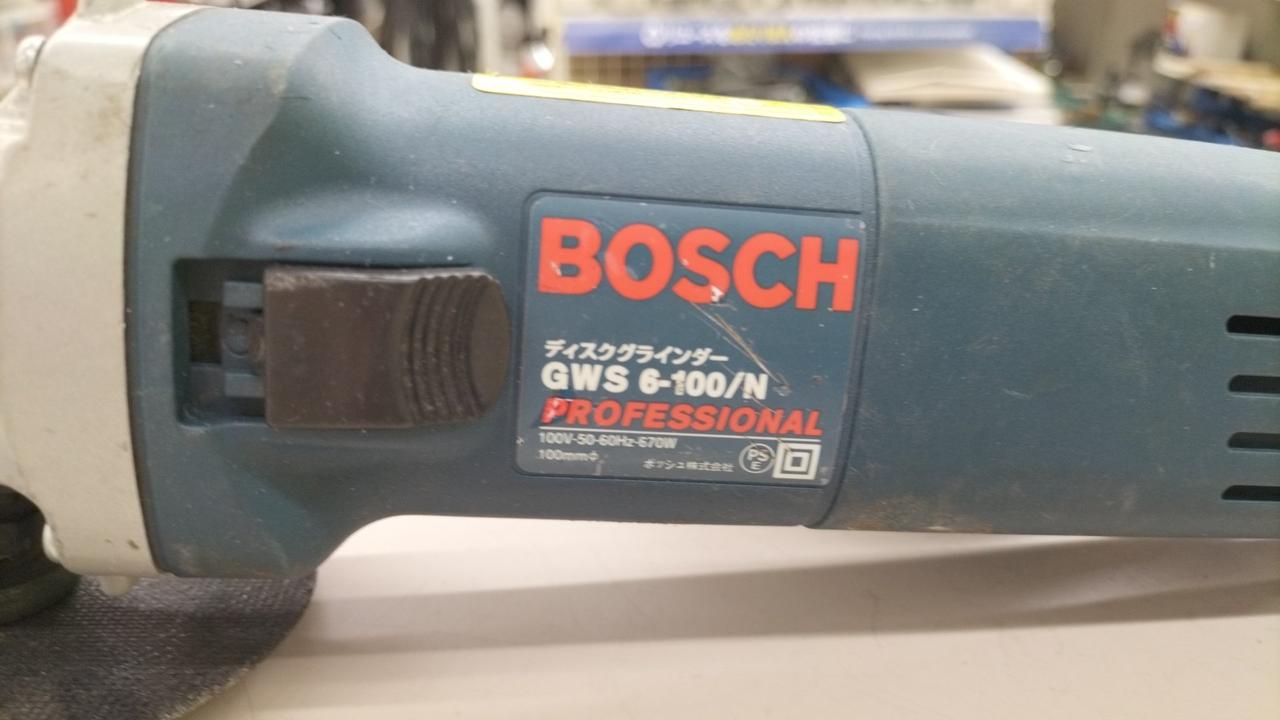 BOSCH
ディスクグラインダー
GWS 6-100/N
PROFESSIONAL
100V-50-60Hz-670W
100mmφ
ボッシュ株式会社
PS
E